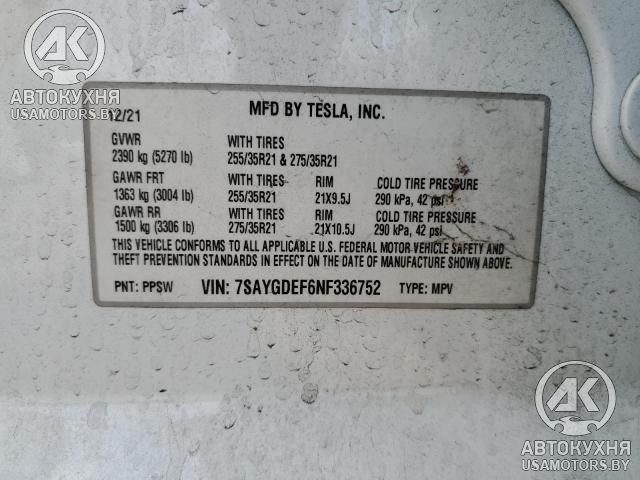 AK
АВТОКУХНЯ
USAMOTORS.BY
12/21
MFD BY TESLA, INC.
GVWR WITH TIRES
2390 kg (5270 lb) 255/35R21 & 275/35R21
GAWR FRT WITH TIRES RIM COLD TIRE PRESSURE
1363 kg (3004 lb) 255/35R21 21X9.5J 290 kPa, 42 psi
GAWR RR WITH TIRES RIM COLD TIRE PRESSURE
1500 kg (3306 lb) 275/35R21 21X10.5J 290 kPa, 42 psi
THIS VEHICLE CONFORMS TO ALL APPLICABLE U.S. FEDERAL MOTOR VEHICLE SAFETY AND
THEFT PREVENTION STANDARDS IN EFFECT ON THE DATE OF MANUFACTURE SHOWN ABOVE.
PNT: PPSW VIN: 7SAYGDEF6NF336752 TYPE: MPV
AK
АВТОКУХНЯ
USAMOTORS.BY